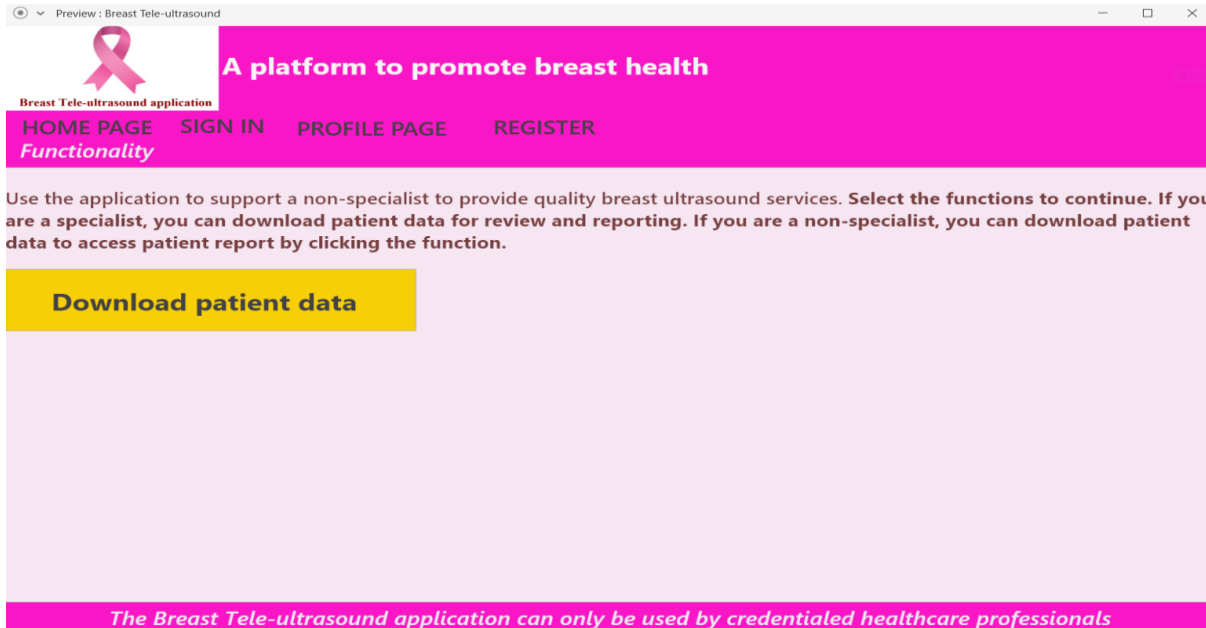 Preview : Breast Tele-ultrasound
A platform to promote breast health
Breast Tele-ultrasound application
HOME PAGE SIGN IN PROFILE PAGE REGISTER
Functionality
Use the application to support a non-specialist to provide quality breast ultrasound services. Select the functions to continue. If you
are a specialist, you can download patient data for review and reporting. If you are a non-specialist, you can download patient
data to access patient report by clicking the function.
Download patient data
The Breast Tele-ultrasound application can only be used by credentialed healthcare professionals